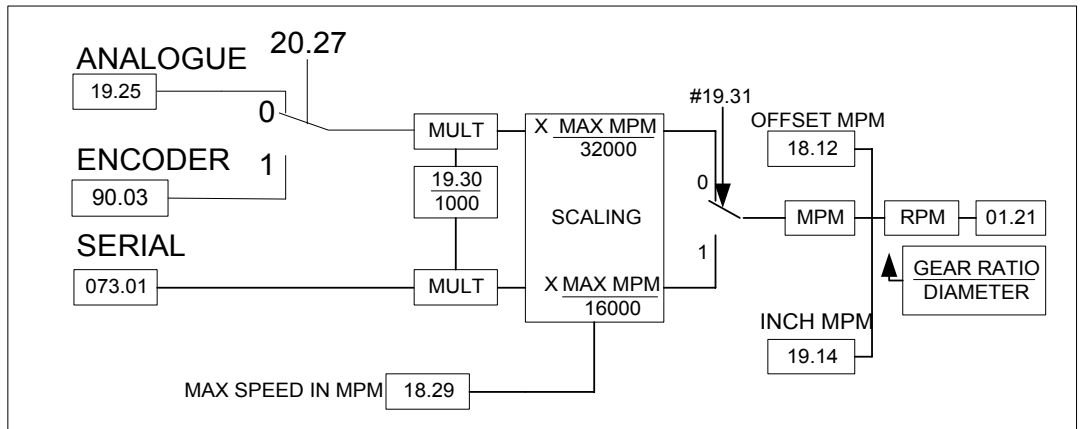 20.27
ANALOGUE
19.25
0
#19.31
OFFSET MPM
18.12
MULT
X MAX MPM
32000
ENCODER
1
90.03
19.30
1000
SCALING
0
MPM
RPM
01.21
SERIAL
073.01
MULT
X MAX MPM
16000
1
GEAR RATIO
DIAMETER
INCH MPM
19.14
MAX SPEED IN MPM
18.29